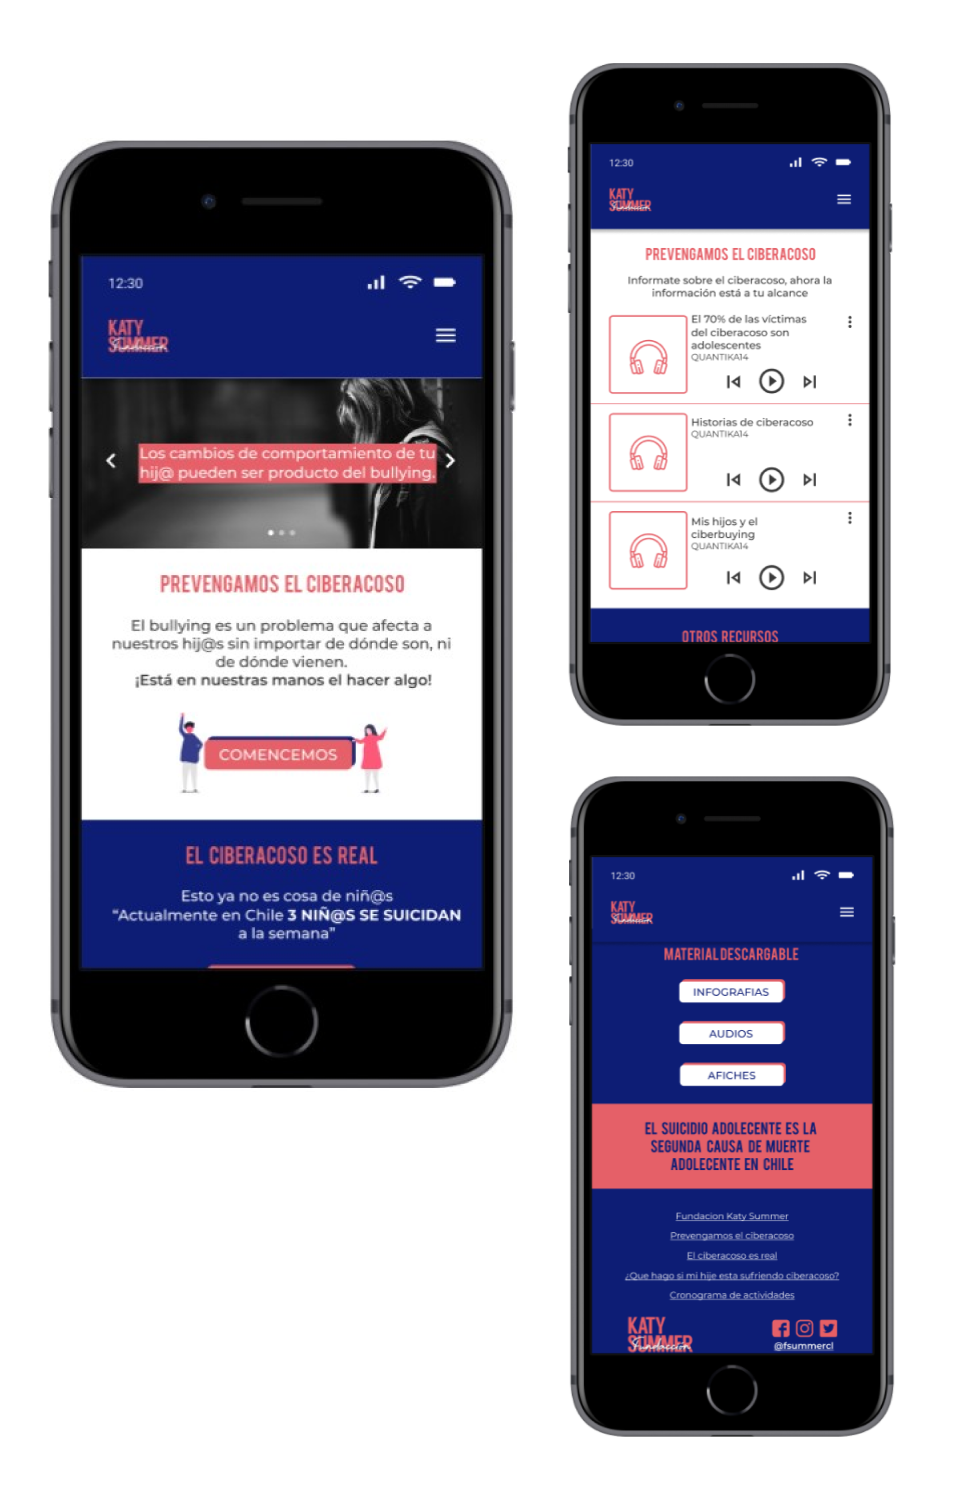 12:30
KATY
SUMMER
Fundación
Los cambios de comportamiento de tu
hij@ pueden ser producto del bullying.
PREVENGAMOS EL CIBERACOSO
El bullying es un problema que afecta a
nuestros hij@s sin importar de dónde son, ni
de dónde vienen.
¡Está en nuestras manos el hacer algo!
COMENCEMOS
EL CIBERACOSO ES REAL
Esto ya no es cosa de niñ@s
“Actualmente en Chile 3 NIÑ@S SE SUICIDAN
a la semana”
12:30
KATY
SUMMER
Fundación
PREVENGAMOS EL CIBERACOSO
Informate sobre el ciberacoso, ahora la
información está a tu alcance
El 70% de las víctimas
del ciberacoso son
adolescentes
QUANTIKA14
Historias de ciberacoso
QUANTIKA14
Mis hijos y el
ciberbuying
QUANTIKA14
OTROS RECURSOS
12:30
KATY
SUMMER
Fundación
MATERIAL DESCARGABLE
INFOGRAFIAS
AUDIOS
AFICHES
EL SUICIDIO ADOLECENTE ES LA
SEGUNDA CAUSA DE MUERTE
ADOLECENTE EN CHILE
Fundacion Katy Summer
Prevengamos el ciberacoso
El ciberacoso es real
¿Que hago si mi hije esta sufriendo ciberacoso?
Cronograma de actividades
KATY
SUMMER
Fundación
@fsummercl